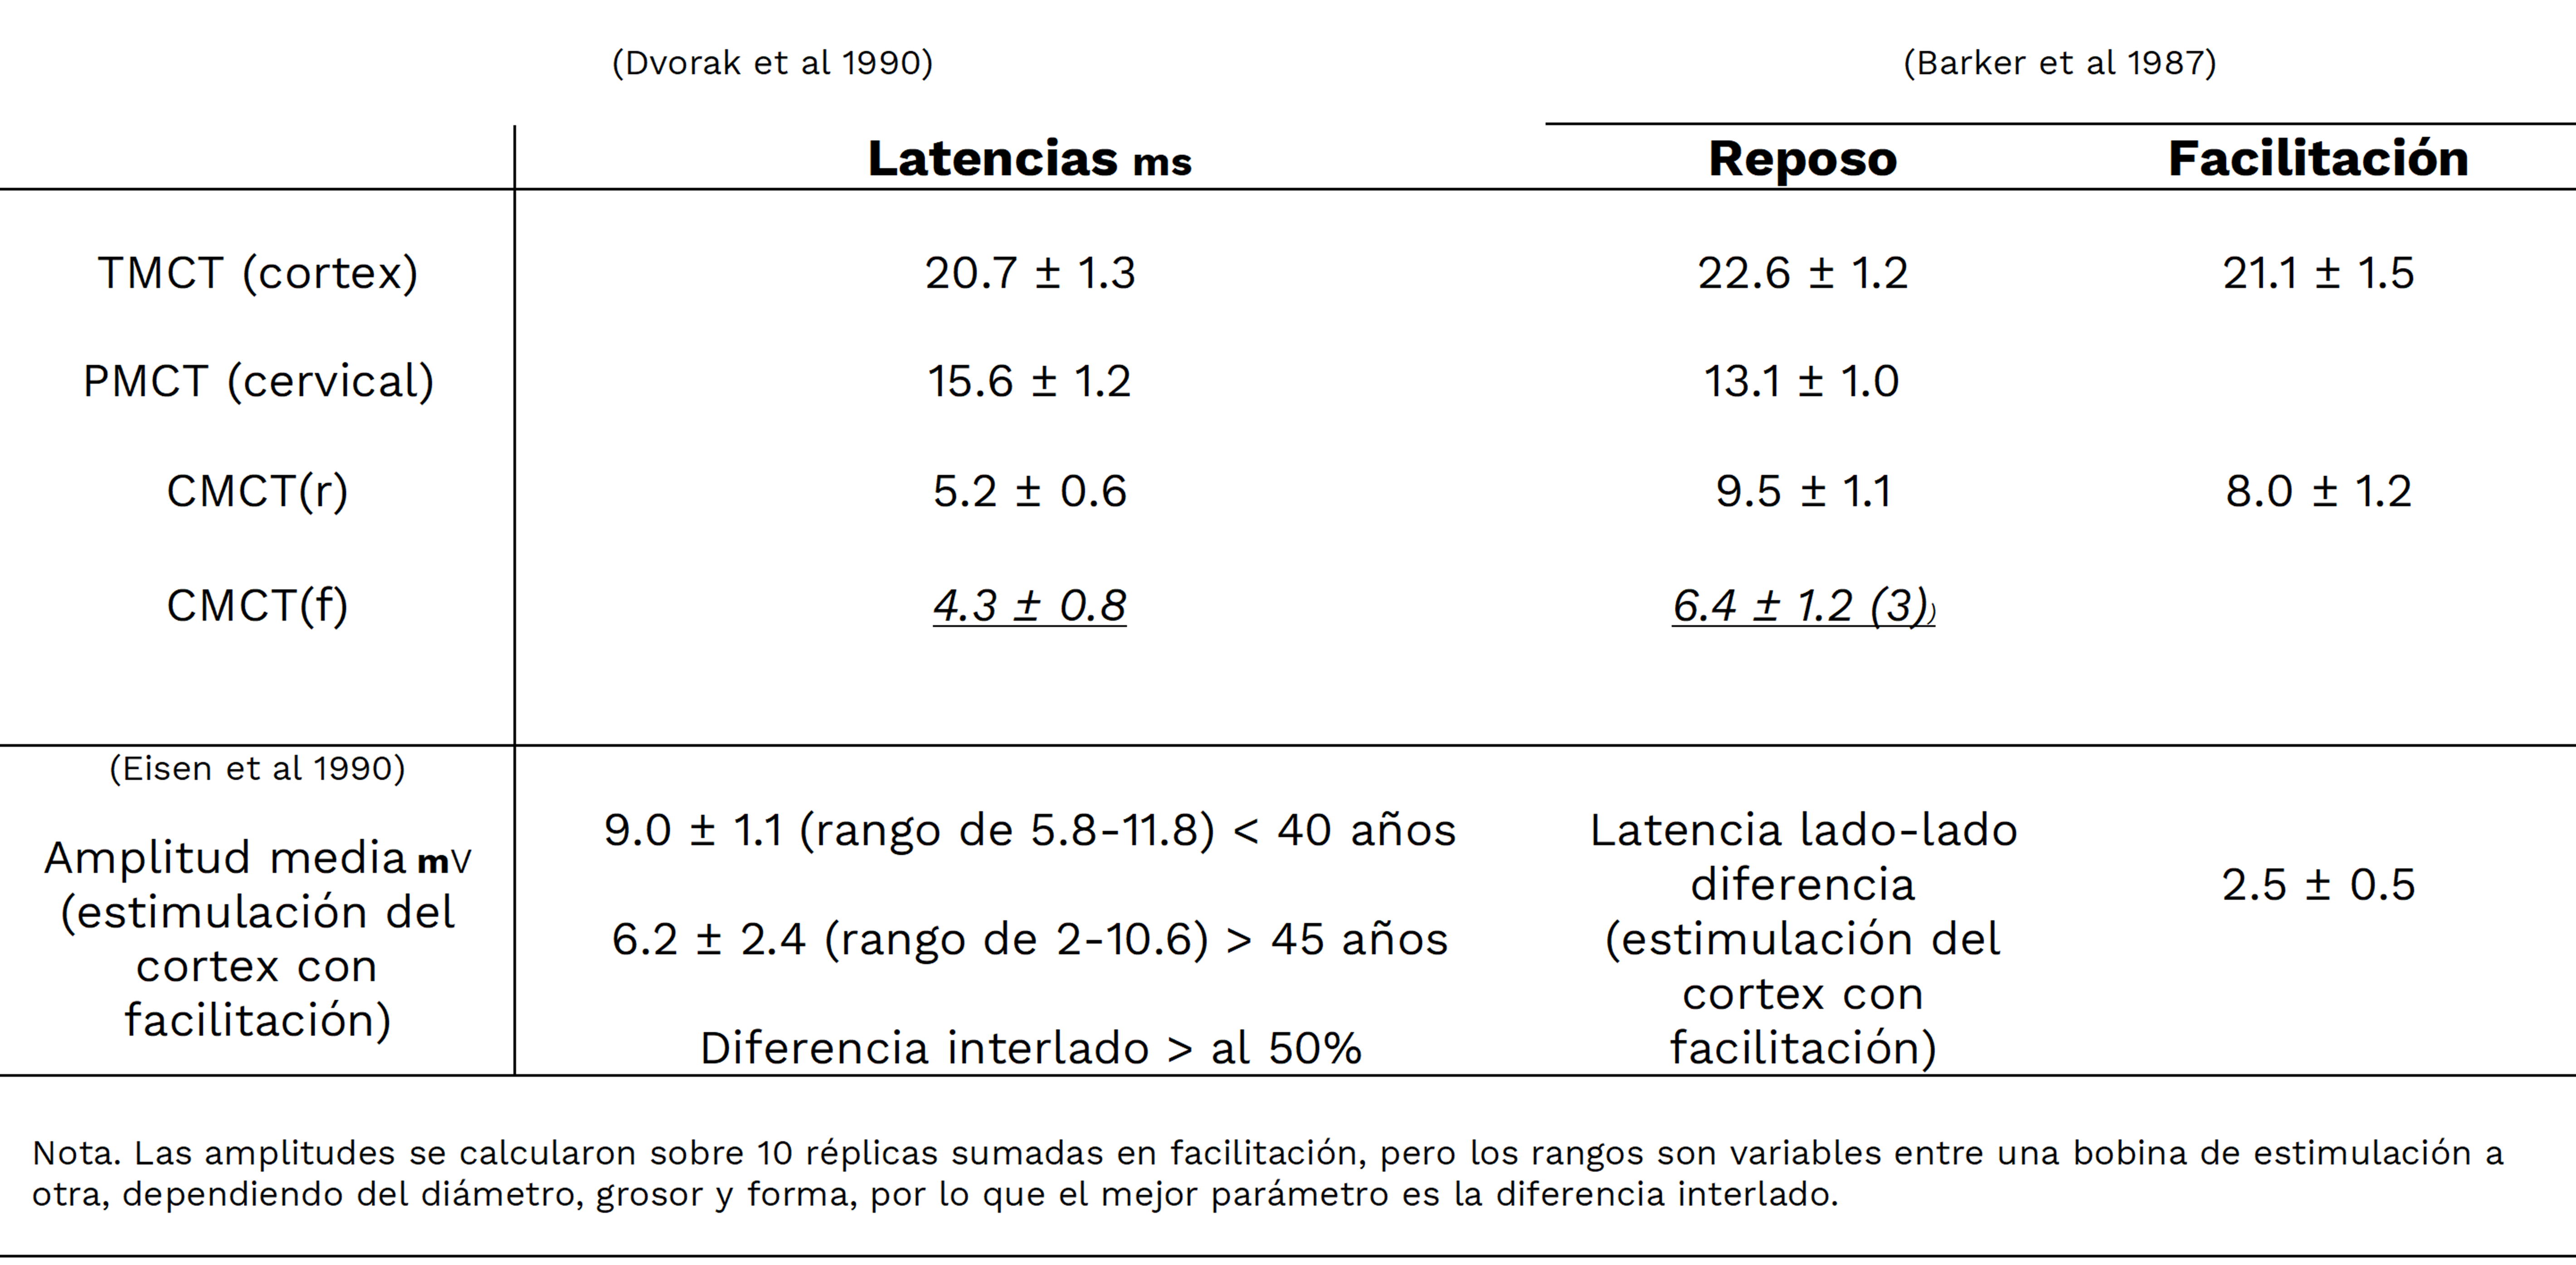 (Dvorak et al 1990) (Barker et al 1987)
Latencias ms Reposo Facilitación
TMCT (cortex) 20.7 ± 1.3 22.6 ± 1.2 21.1 ± 1.5
PMCT (cervical) 15.6 ± 1.2 13.1 ± 1.0
CMCT(r) 5.2 ± 0.6 9.5 ± 1.1 8.0 ± 1.2
CMCT(f) 4.3 ± 0.8 6.4 ± 1.2 (3))
(Eisen et al 1990)
Amplitud media mV
(estimulación del
cortex con
facilitación)
9.0 ± 1.1 (rango de 5.8-11.8) < 40 años
6.2 ± 2.4 (rango de 2-10.6) > 45 años
Diferencia interlado > al 50%
Latencia lado-lado
diferencia
(estimulación del
cortex con
facilitación)
2.5 ± 0.5
Nota. Las amplitudes se calcularon sobre 10 réplicas sumadas en facilitación, pero los rangos son variables entre una bobina de estimulación a
otra, dependiendo del diámetro, grosor y forma, por lo que el mejor parámetro es la diferencia interlado.